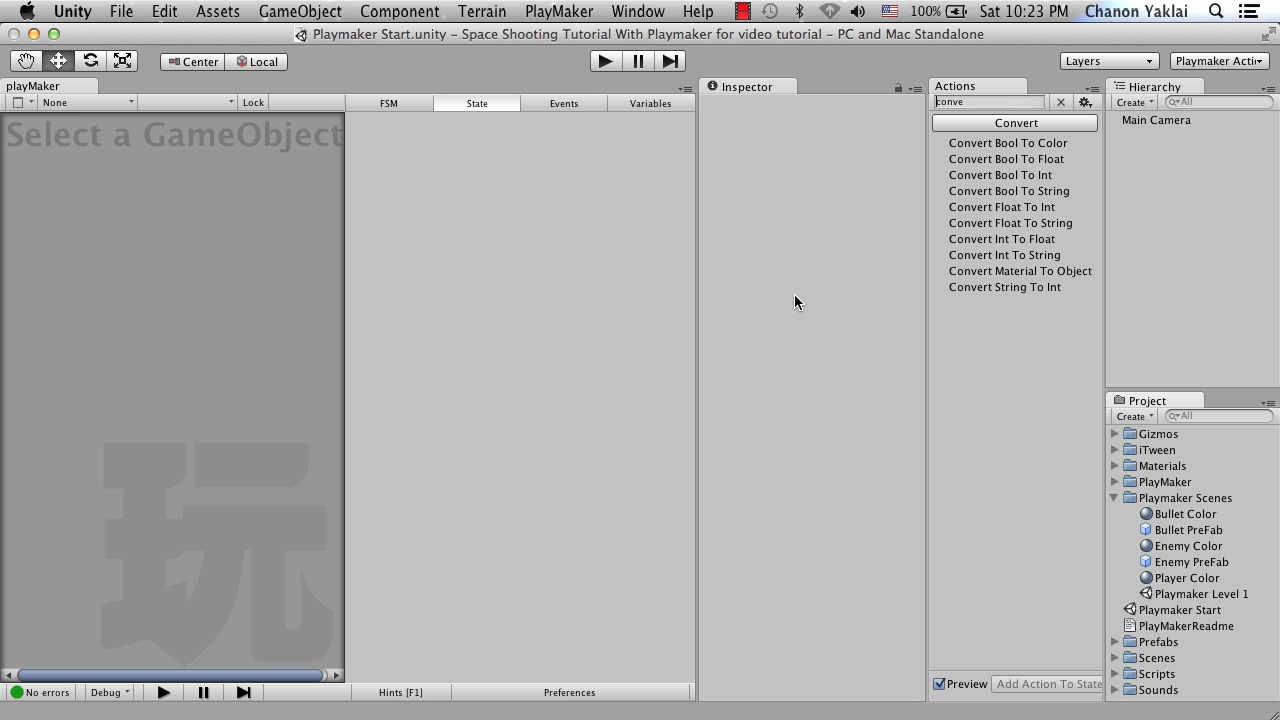 Unity File Edit Assets GameObject Component Terrain PlayMaker Window Help 100% Sat 10:23 PM Chanon Yaklai
Playmaker Start.unity – Space Shooting Tutorial With Playmaker for video tutorial – PC and Mac Standalone
Center Local Layers Playmaker Acti
playMaker
None Lock
FSM State Events Variables
Select a GameObject
玩
No errors Debug Hints [F1] Preferences
Inspector
Actions
conve
Convert
Convert Bool To Color
Convert Bool To Float
Convert Bool To Int
Convert Bool To String
Convert Float To Int
Convert Float To String
Convert Int To Float
Convert Int To String
Convert Material To Object
Convert String To Int
Preview Add Action To State
Hierarchy
Create All
Main Camera
Project
Create All
Gizmos
iTween
Materials
PlayMaker
Playmaker Scenes
Bullet Color
Bullet PreFab
Enemy Color
Enemy PreFab
Player Color
Playmaker Level 1
Playmaker Start
PlayMakerReadme
Prefabs
Scenes
Scripts
Sounds